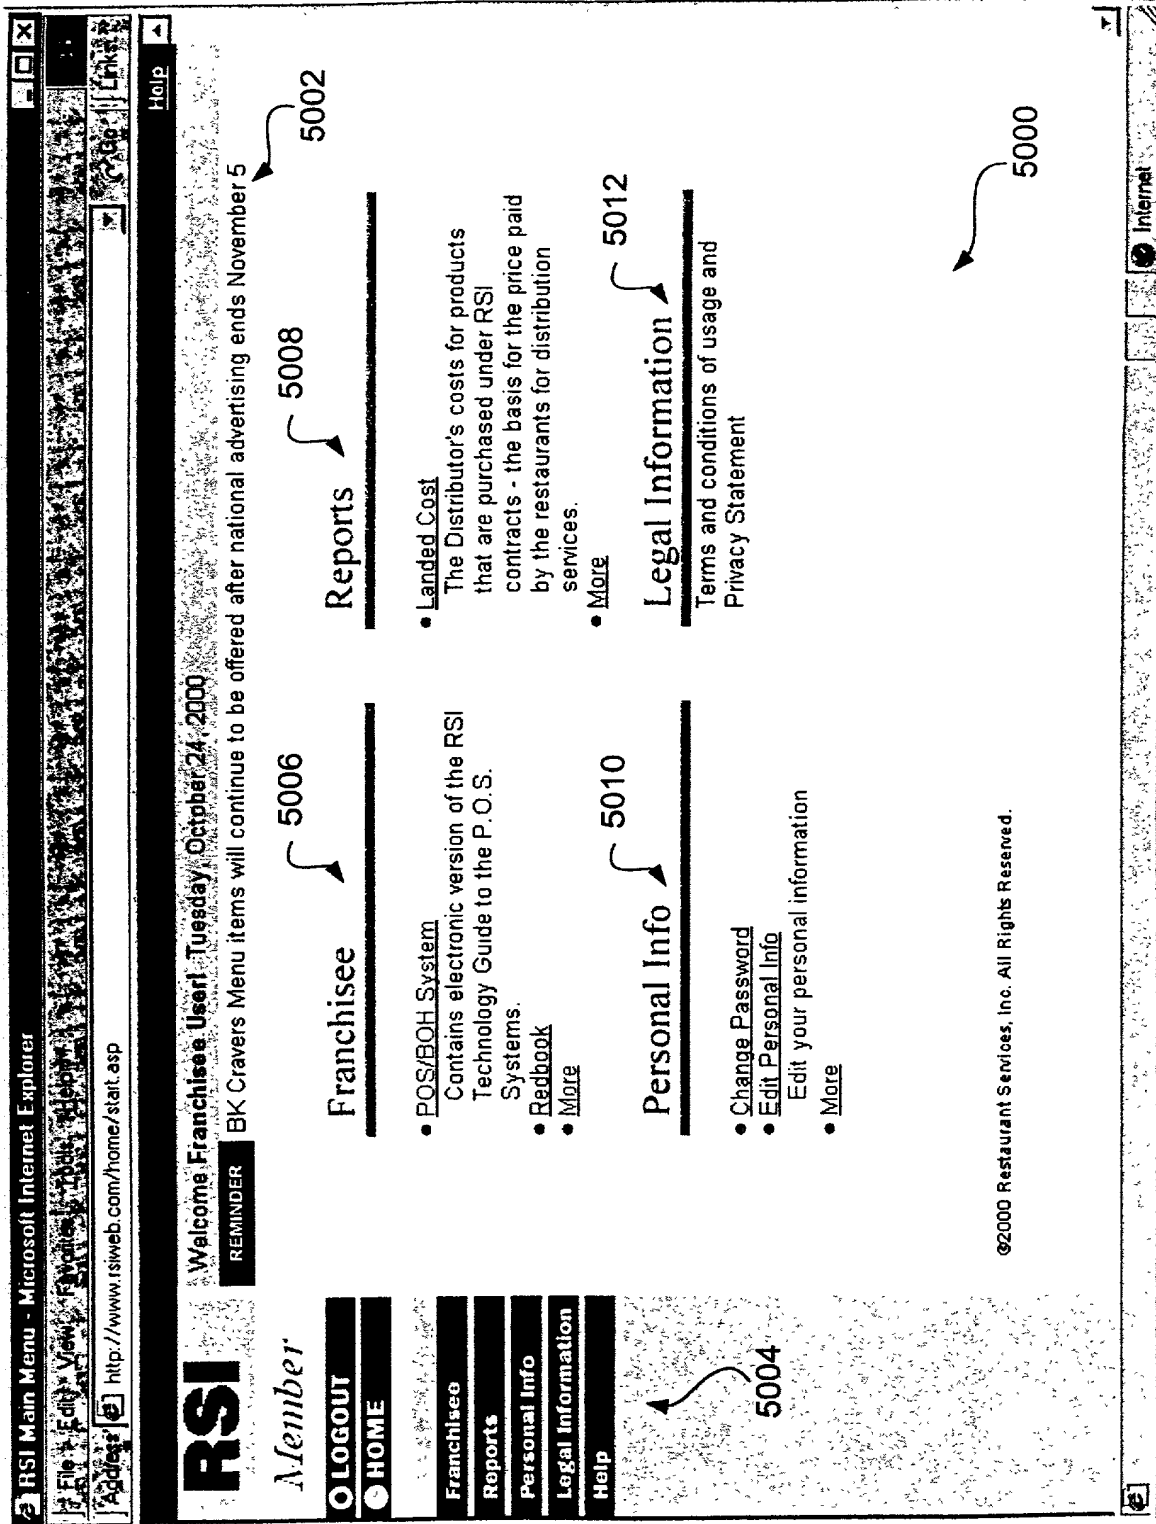 RSI Main Menu - Microsoft Internet Explorer
File Edit View Favorites Tools Help
Address http://www.rsiweb.com/home/start.asp Go Links »
Help
RSI
Member
LOGOUT
HOME
Franchisee
Reports
Personal Info
Legal Information
Help
5004
Welcome Franchisee User! Tuesday, October 24, 2000
REMINDER BK Cravers Menu items will continue to be offered after national advertising ends November 5
5002
Franchisee
5006
• POS/BOH System
Contains electronic version of the RSI
Technology Guide to the P.O.S.
Systems.
• Redbook
• More
Reports
5008
• Landed Cost
The Distributor's costs for products
that are purchased under RSI
contracts - the basis for the price paid
by the restaurants for distribution
services.
• More
Personal Info
5010
• Change Password
• Edit Personal Info
Edit your personal information
• More
Legal Information
5012
Terms and conditions of usage and
Privacy Statement
©2000 Restaurant Services, Inc. All Rights Reserved.
5000
Internet